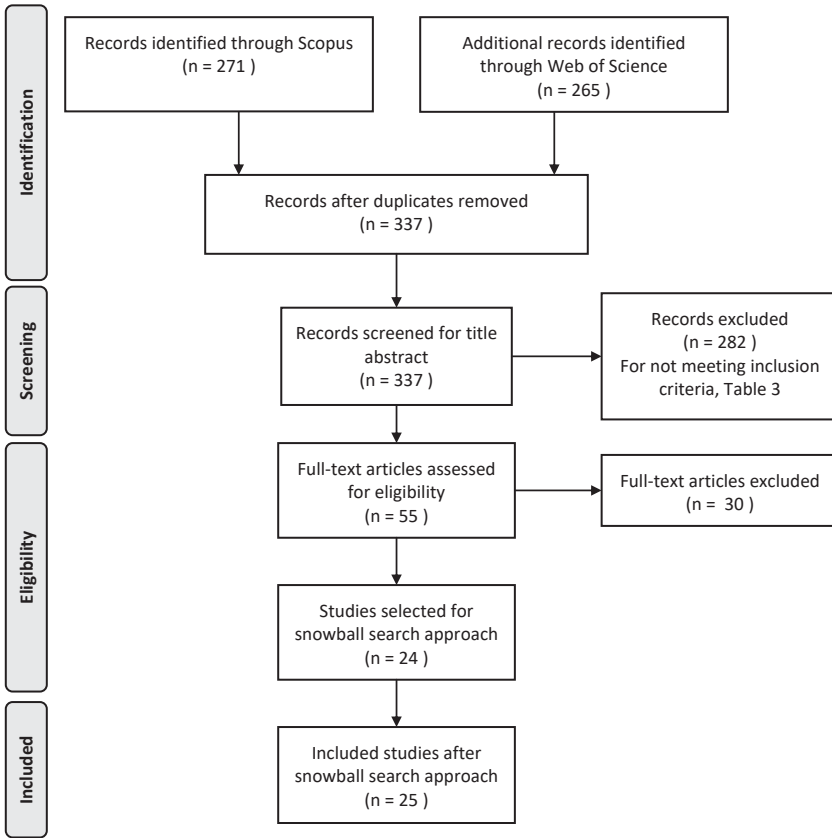 Identification
Records identified through Scopus
(n = 271 )
Additional records identified
through Web of Science
(n = 265 )
Records after duplicates removed
(n = 337 )
Screening
Records screened for title
abstract
(n = 337 )
Records excluded
(n = 282 )
For not meeting inclusion
criteria, Table 3
Eligibility
Full-text articles assessed
for eligibility
(n = 55 )
Full-text articles excluded
(n =  30 )
Studies selected for
snowball search approach
(n = 24 )
Included
Included studies after
snowball search approach
(n = 25 )